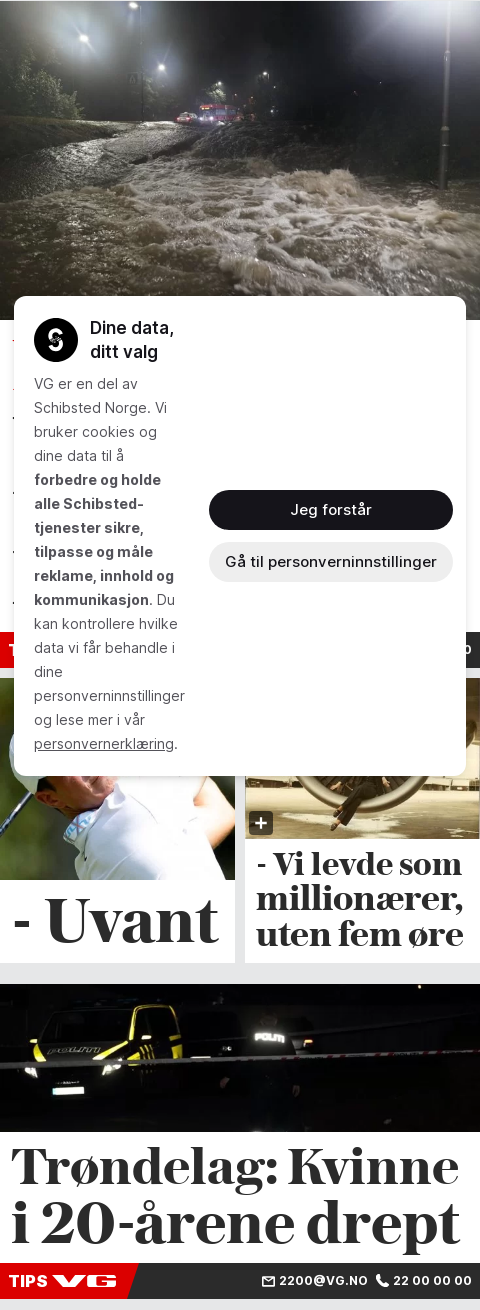 Dine data,
ditt valg
VG er en del av
Schibsted Norge. Vi
bruker cookies og
dine data til å
forbedre og holde
alle Schibsted-
tjenester sikre,
tilpasse og måle
reklame, innhold og
kommunikasjon. Du
kan kontrollere hvilke
data vi får behandle i
dine
personverninnstillinger
og lese mer i vår
personvernerklæring.
Jeg forstår
Gå til personverninnstillinger
- Uvant
- Vi levde som
millionærer,
uten fem øre
POLITI
POLITI
Trøndelag: Kvinne
i 20-årene drept
TIPS VG 2200@VG.NO 22 00 00 00